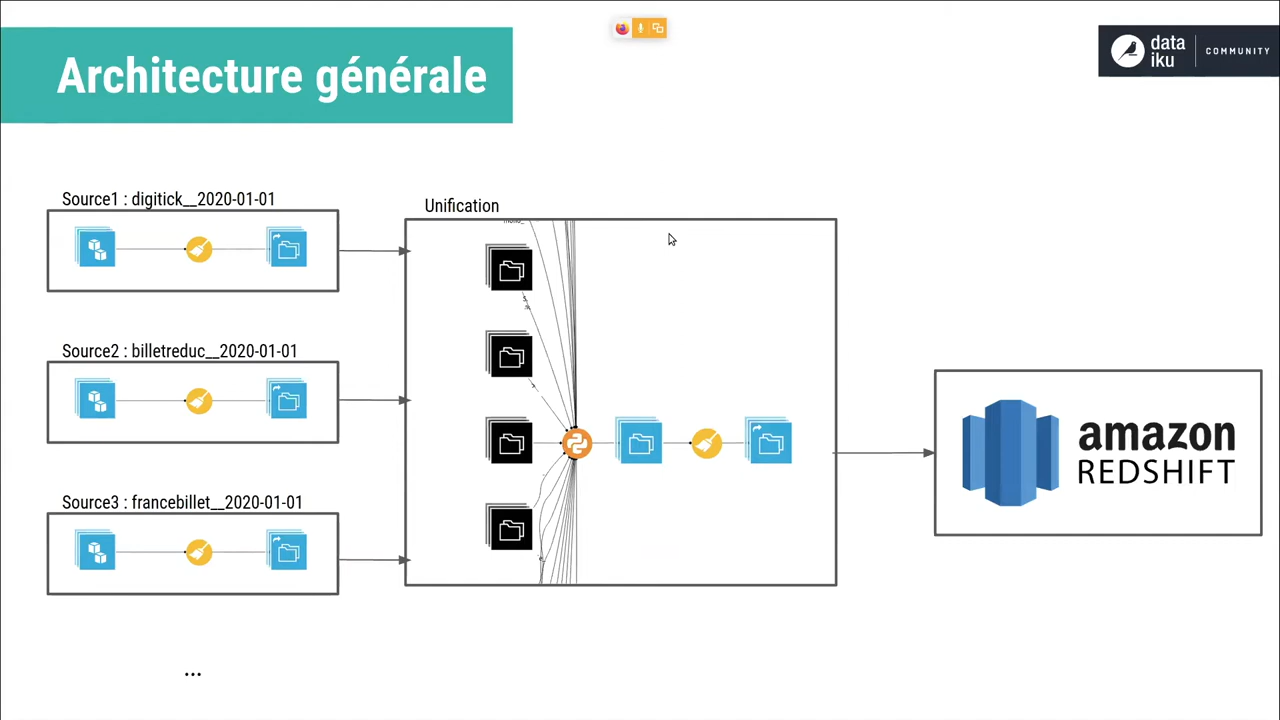 Architecture générale
data
iku
COMMUNITY
Source1 : digitick__2020-01-01
Unification
Source2 : billetreduc__2020-01-01
Source3 : francebillet__2020-01-01
amazon
REDSHIFT
...